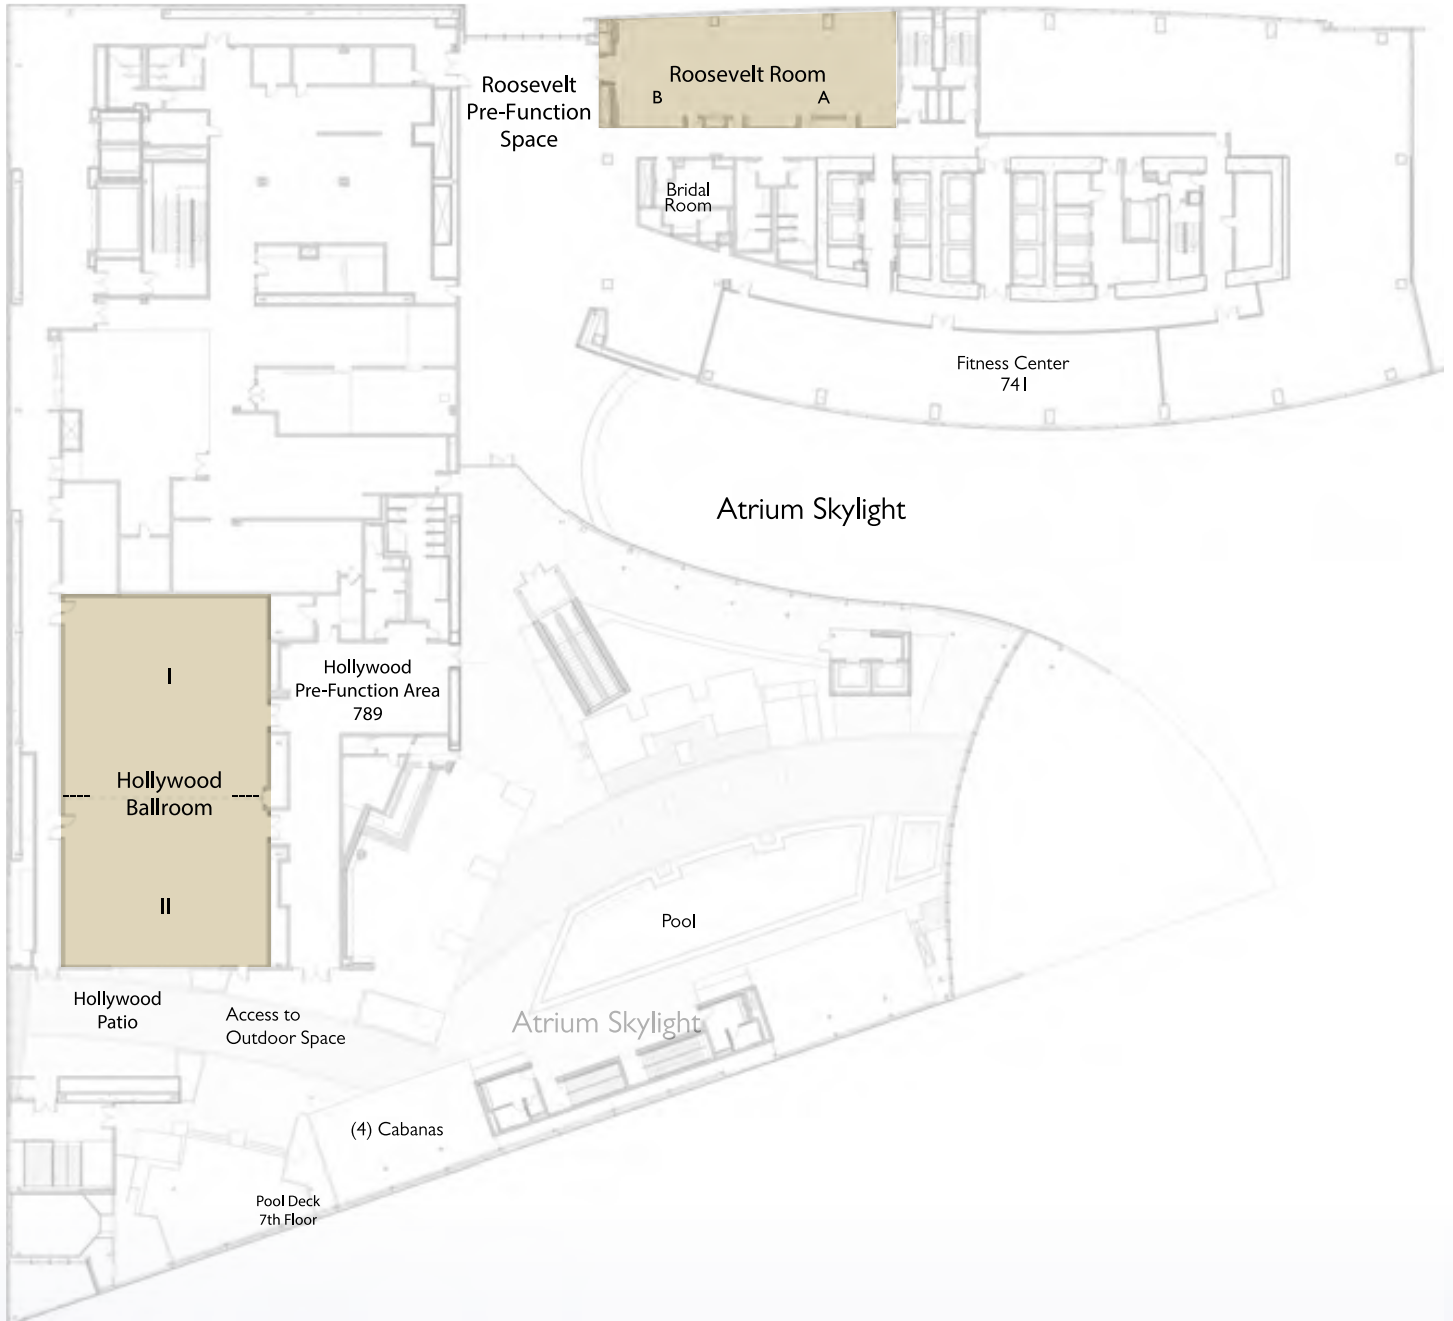 Roosevelt
Pre-Function
Space
Roosevelt Room
B
A
Bridal
Room
Fitness Center
741
Atrium Skylight
I
Hollywood
Pre-Function Area
789
Hollywood
Ballroom
II
Pool
Hollywood
Patio
Access to
Outdoor Space
Atrium Skylight
(4) Cabanas
Pool Deck
7th Floor